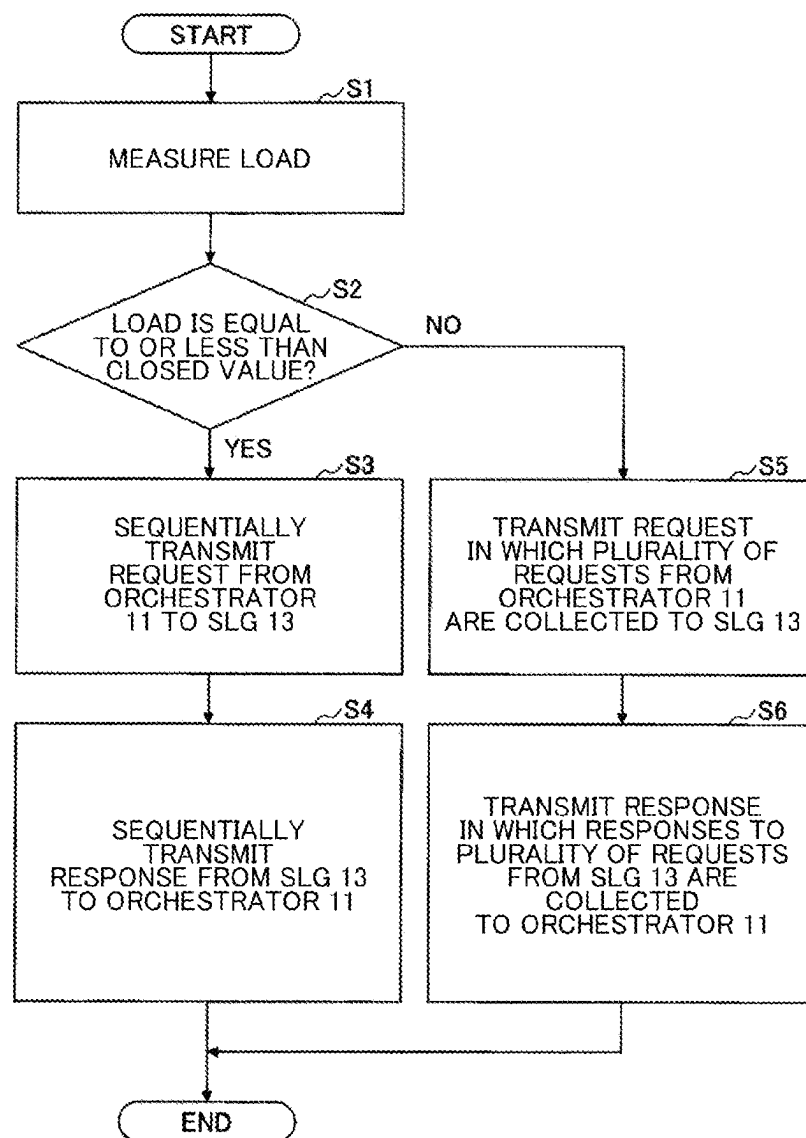 START
S1
MEASURE LOAD
S2
LOAD IS EQUAL
TO OR LESS THAN
CLOSED VALUE?
NO
YES
S3
SEQUENTIALLY
TRANSMIT
REQUEST FROM
ORCHESTRATOR
11 TO SLG 13
S5
TRANSMIT REQUEST
IN WHICH PLURALITY OF
REQUESTS FROM
ORCHESTRATOR 11
ARE COLLECTED TO SLG 13
S4
SEQUENTIALLY
TRANSMIT
RESPONSE FROM SLG 13
TO ORCHESTRATOR 11
S6
TRANSMIT RESPONSE
IN WHICH RESPONSES TO
PLURALITY OF REQUESTS
FROM SLG 13 ARE
COLLECTED
TO ORCHESTRATOR 11
END